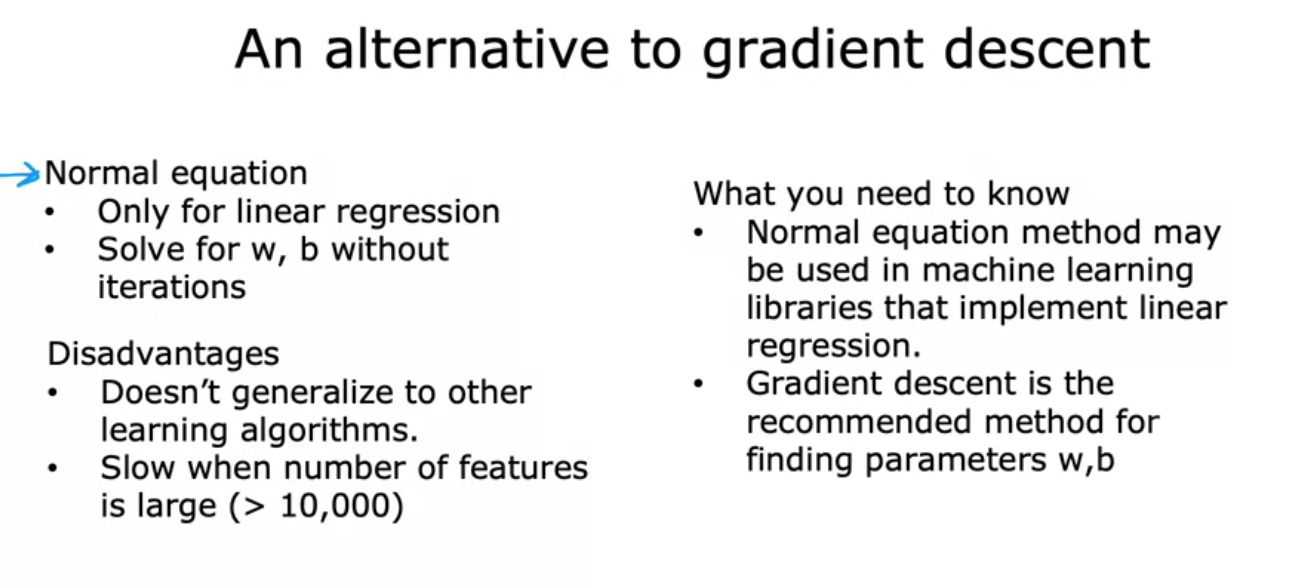 An alternative to gradient descent
Normal equation
• Only for linear regression
• Solve for w, b without
iterations
Disadvantages
• Doesn’t generalize to other
learning algorithms.
• Slow when number of features
is large (> 10,000)
What you need to know
• Normal equation method may
be used in machine learning
libraries that implement linear
regression.
• Gradient descent is the
recommended method for
finding parameters w,b